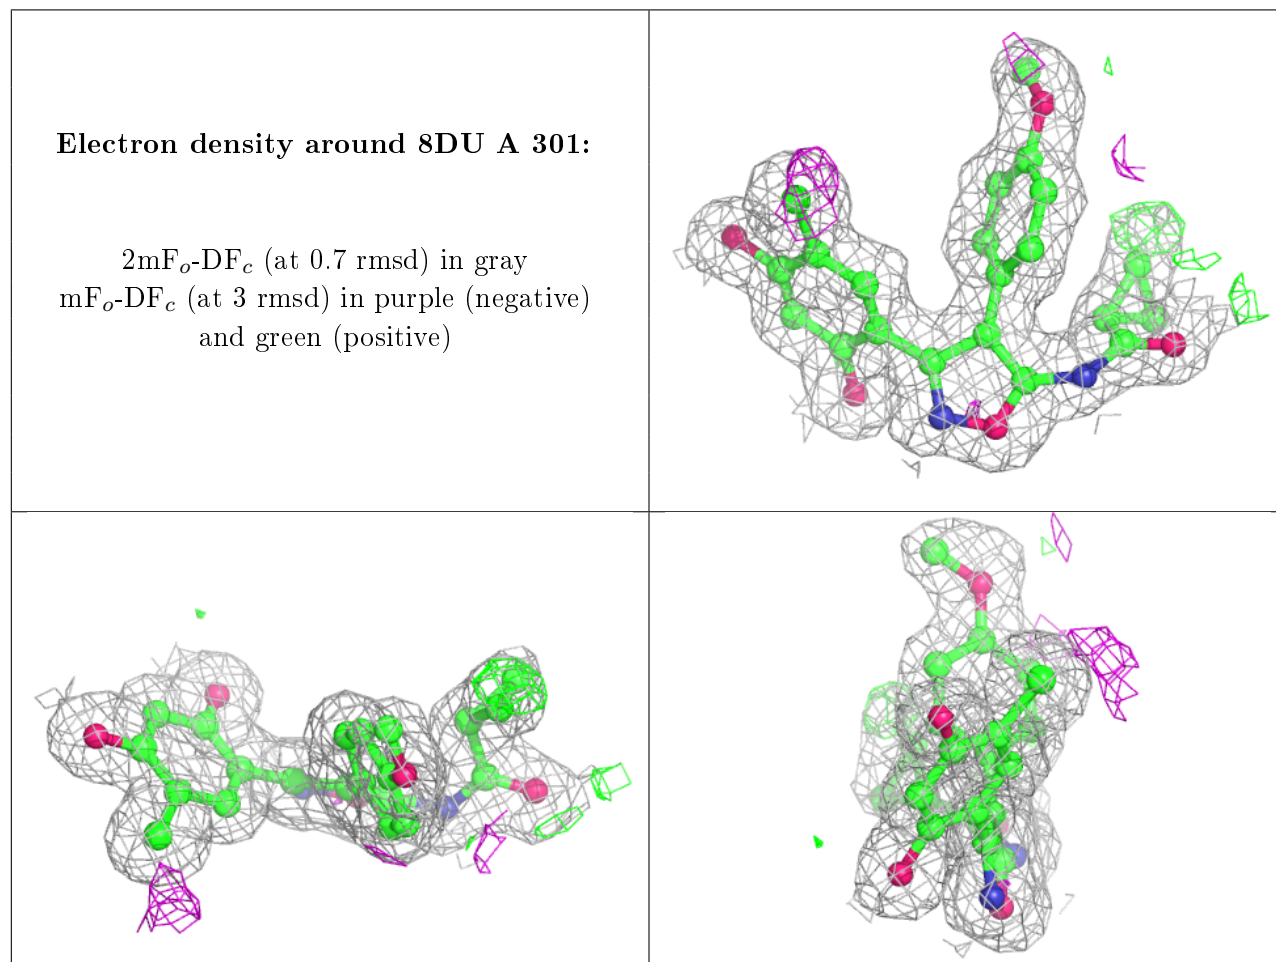 Electron density around 8DU A 301:
2mFo-DFc (at 0.7 rmsd) in gray
mFo-DFc (at 3 rmsd) in purple (negative)
and green (positive)